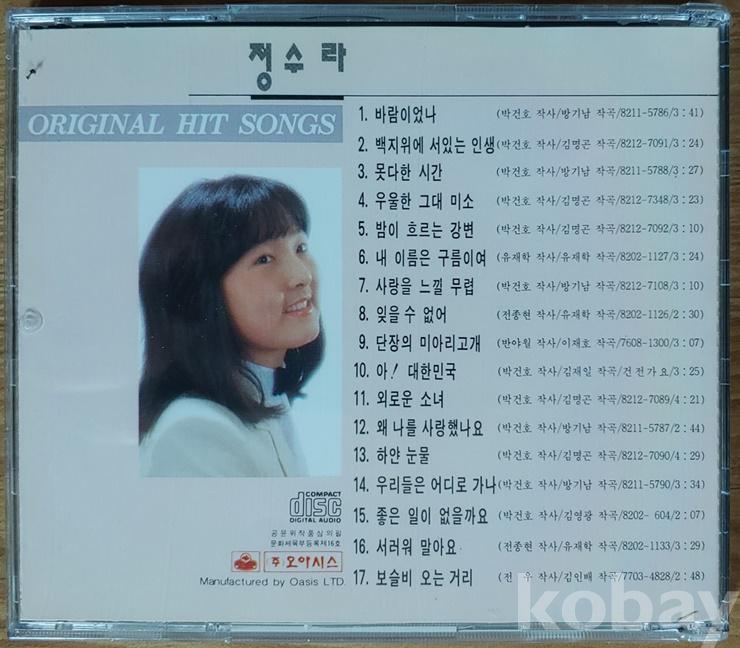 정수라
ORIGINAL HIT SONGS
1. 바람이었나 (박건호 작사/방기남 작곡/8211-5786/3:41)
2. 백지위에 서있는 인생 (박건호 작사/김명곤 작곡/8212-7091/3:24)
3. 못다한 시간 (박건호 작사/방기남 작곡/8211-5788/3:27)
4. 우울한 그대 미소 (박건호 작사/김명곤 작곡/8212-7348/3:23)
5. 밤이 흐르는 강변 (박건호 작사/김명곤 작곡/8212-7092/3:10)
6. 내 이름은 구름이여 (유재학 작사/유재학 작곡/8202-1127/3:24)
7. 사랑을 느낄 무렵 (박건호 작사/방기남 작곡/8212-7108/3:10)
8. 잊을 수 없어 (전종현 작사/유재학 작곡/8202-1126/2:30)
9. 단장의 미아리고개 (반야월 작사/이재호 작곡/7608-1300/3:07)
10. 아! 대한민국 (박건호 작사/김재일 작곡/건전가요/3:25)
11. 외로운 소녀 (박건호 작사/김명곤 작곡/8212-7089/4:21)
12. 왜 나를 사랑했나요 (박건호 작사/방기남 작곡/8211-5787/2:44)
13. 하얀 눈물 (박건호 작사/김명곤 작곡/8212-7090/4:29)
14. 우리들은 어디로 가나 (박건호 작사/방기남 작곡/8211-5790/3:34)
15. 좋은 일이 없을까요 (박건호 작사/김영광 작곡/8202- 604/2:07)
16. 서러워 말아요 (전종현 작사/유재학 작곡/8202-1133/3:29)
17. 보슬비 오는 거리 (전 우 작사/김인배 작곡/7703-4828/2:48)
COMPACT
disc
DIGITAL AUDIO
공윤위작품심의필
문화체육부등록제16호
(주)오아시스
Manufactured by Oasis LTD.
kobay